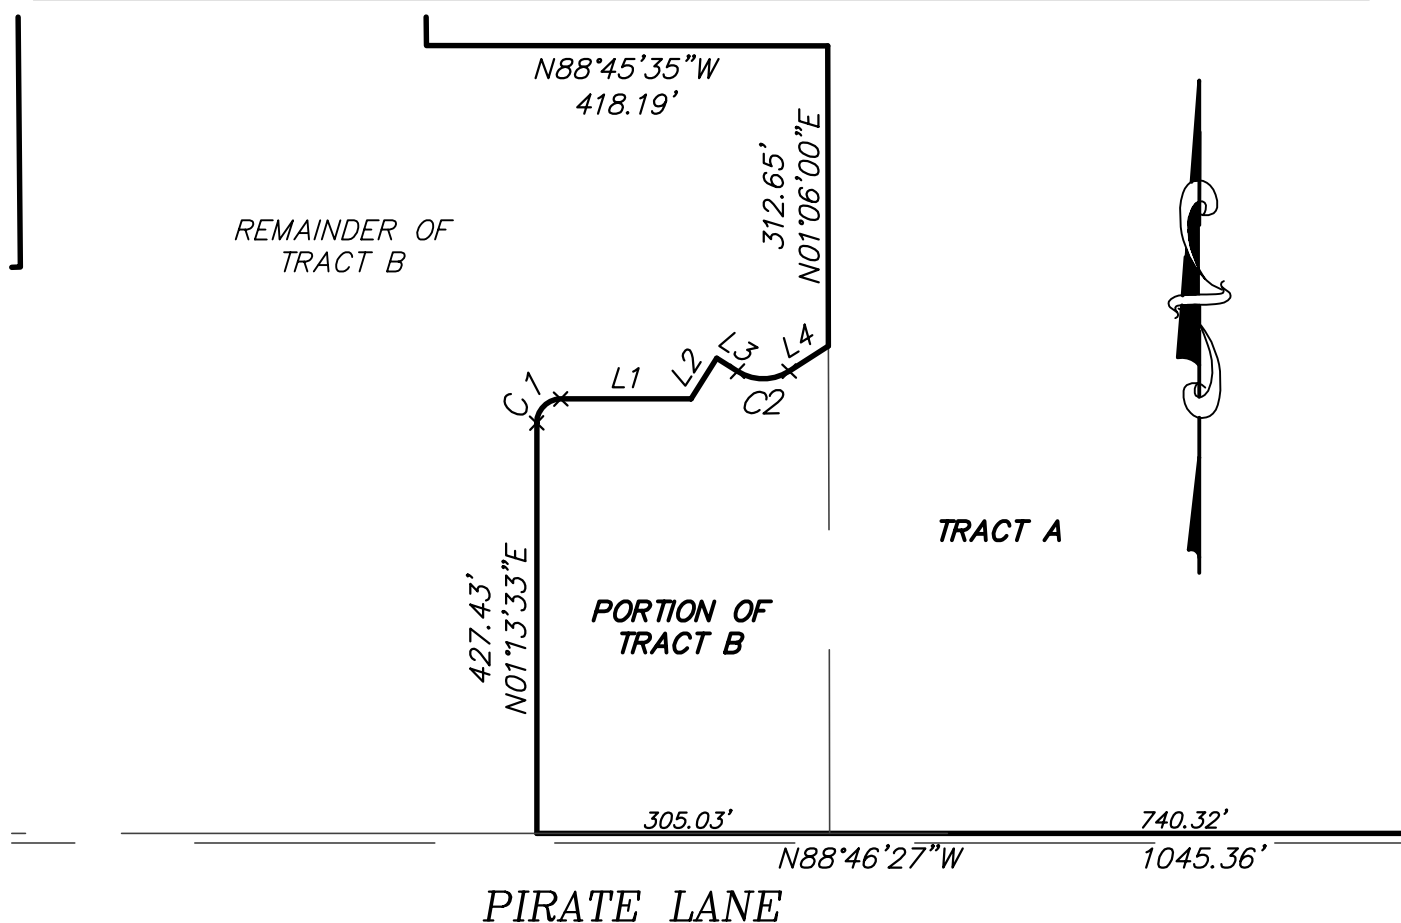 N88°45'35"W
418.19'
312.65'
N01°06'00"E
REMAINDER OF
TRACT B
L3
L4
L2
L1
C 1
C2
TRACT A
427.43'
N01°13'33"E
PORTION OF
TRACT B
305.03'
740.32'
N88°46'27"W
1045.36'
PIRATE LANE